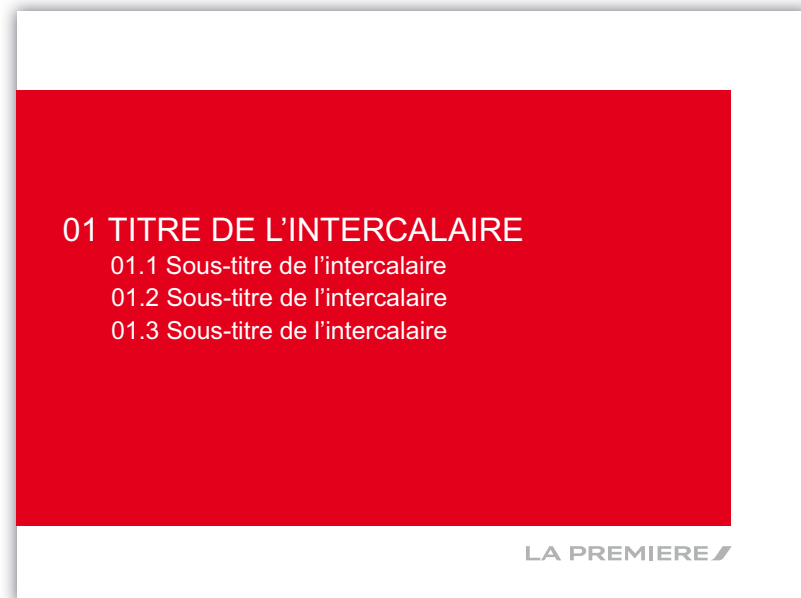 01 TITRE DE L’INTERCALAIRE
01.1 Sous-titre de l’intercalaire
01.2 Sous-titre de l’intercalaire
01.3 Sous-titre de l’intercalaire
LA PREMIERE